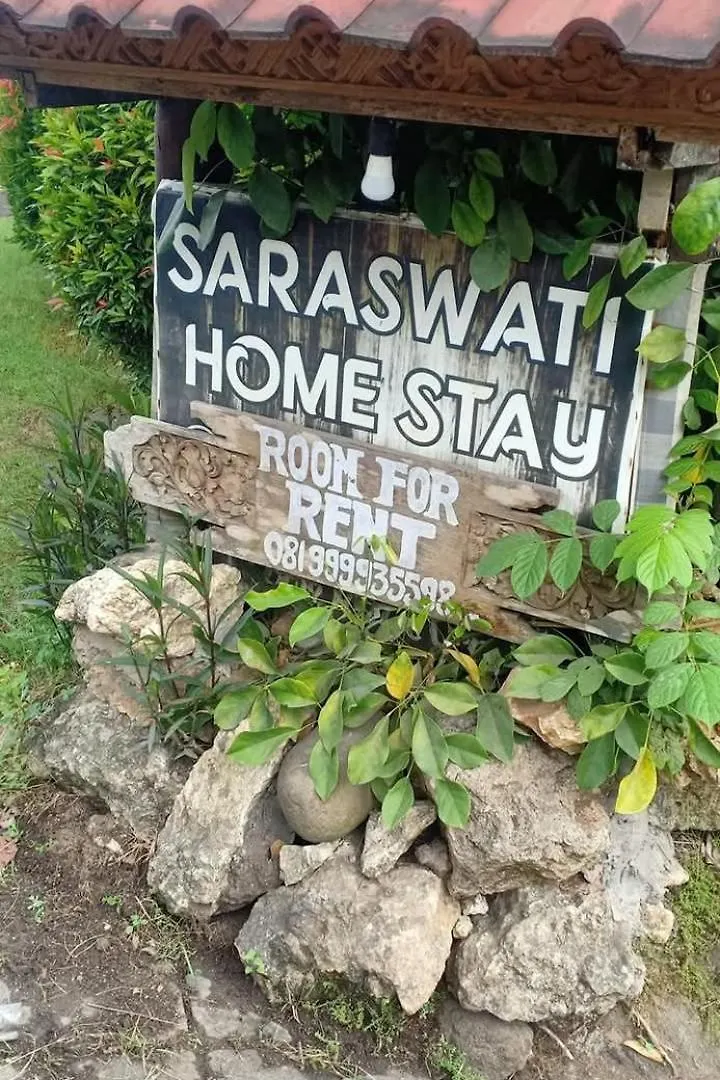 SARASWATI
HOME STAY
ROOM FOR
RENT
081999935598